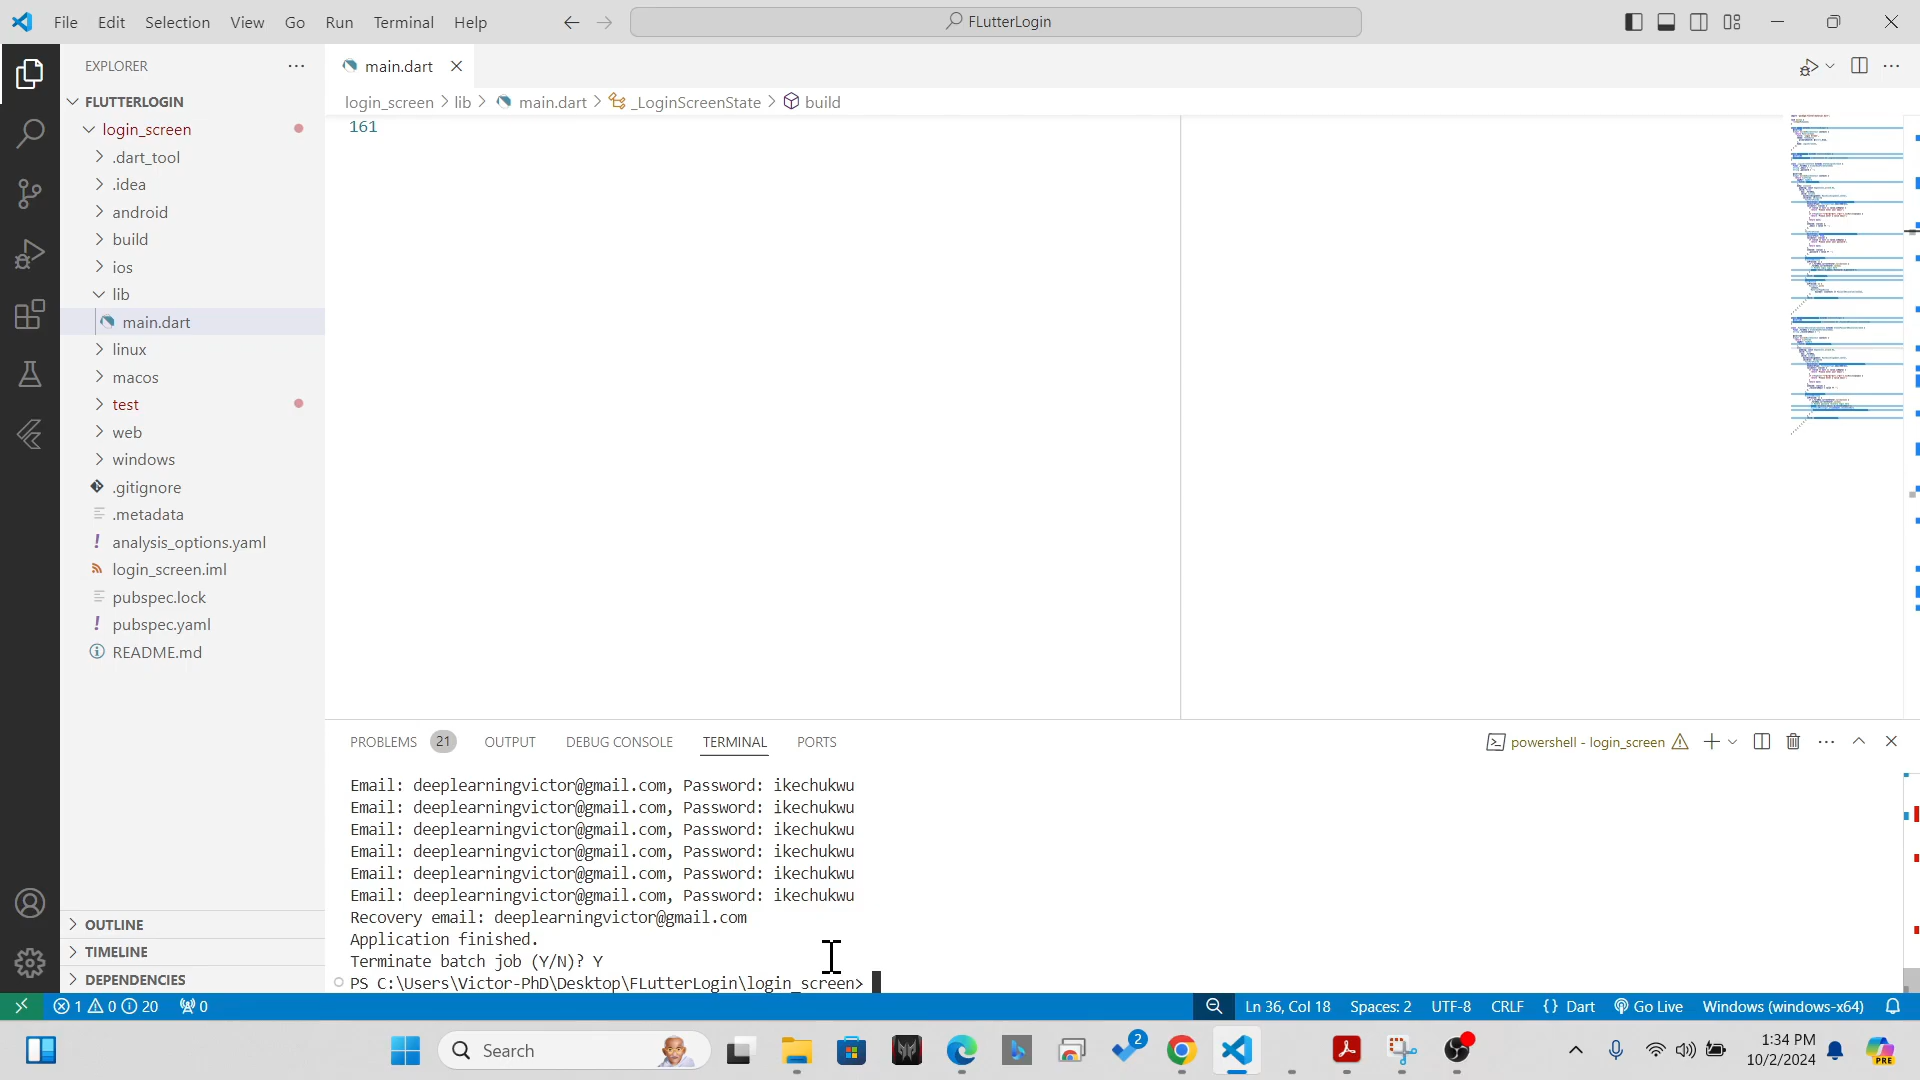 File Edit Selection View Go Run Terminal Help
FLutterLogin
EXPLORER
main.dart
FLUTTERLOGIN
login_screen
.dart_tool
.idea
android
build
ios
lib
main.dart
linux
macos
test
web
windows
.gitignore
.metadata
analysis_options.yaml
login_screen.iml
pubspec.lock
pubspec.yaml
README.md
OUTLINE
TIMELINE
DEPENDENCIES
login_screen > lib > main.dart > _LoginScreenState > build
161
PROBLEMS 21 OUTPUT DEBUG CONSOLE TERMINAL PORTS
powershell - login_screen
Email: deeplearningvictor@gmail.com, Password: ikechukwu
Email: deeplearningvictor@gmail.com, Password: ikechukwu
Email: deeplearningvictor@gmail.com, Password: ikechukwu
Email: deeplearningvictor@gmail.com, Password: ikechukwu
Email: deeplearningvictor@gmail.com, Password: ikechukwu
Email: deeplearningvictor@gmail.com, Password: ikechukwu
Recovery email: deeplearningvictor@gmail.com
Application finished.
Terminate batch job (Y/N)? Y
PS C:\Users\Victor-PhD\Desktop\FLutterLogin\login_screen>
1 0 20 0
Ln 36, Col 18 Spaces: 2 UTF-8 CRLF {} Dart Go Live Windows (windows-x64)
Search
2
1:34 PM
10/2/2024
PRE